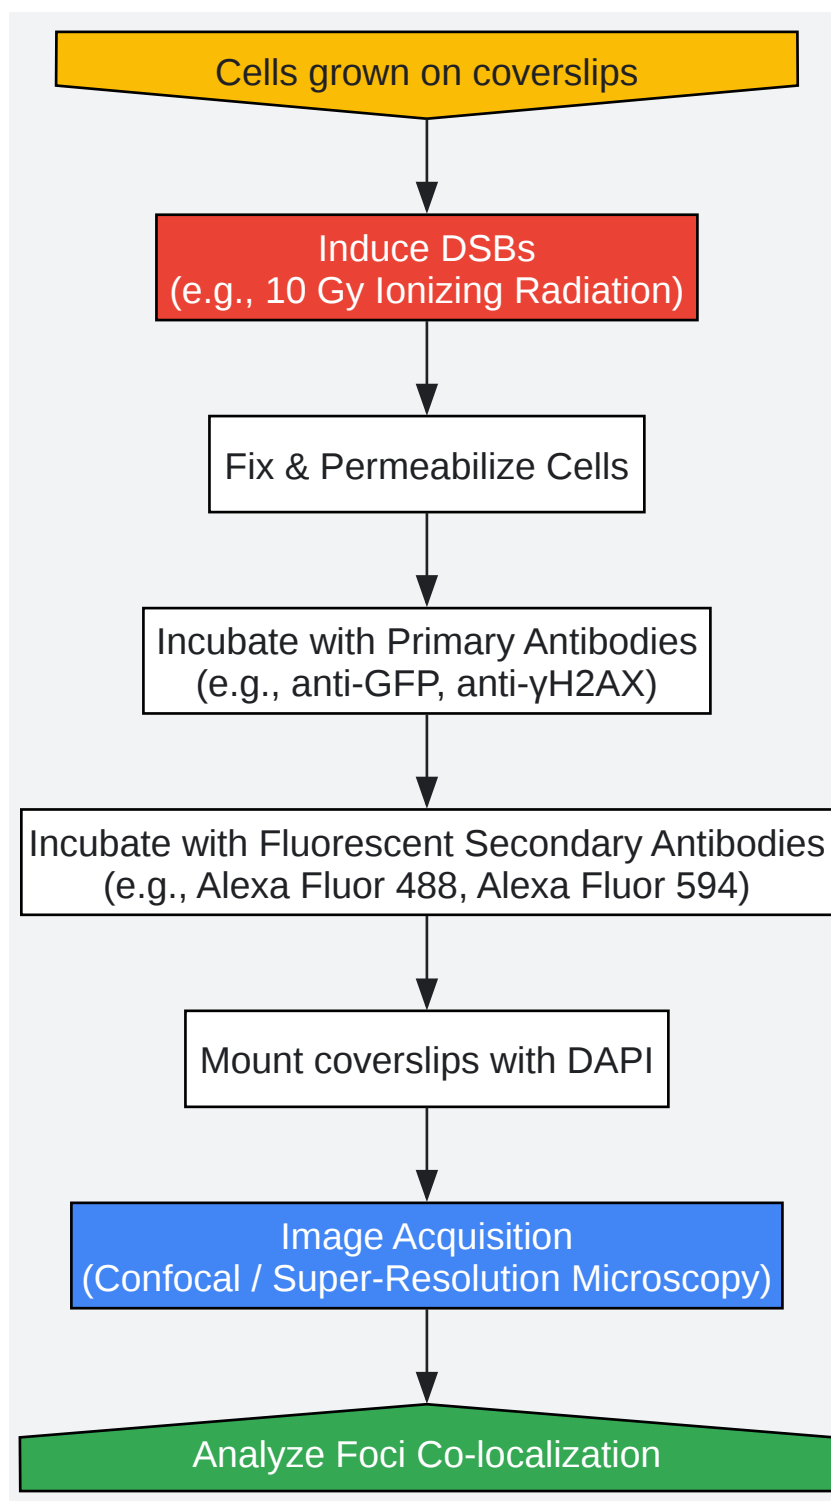 Cells grown on coverslips
Induce DSBs
(e.g., 10 Gy Ionizing Radiation)
Fix & Permeabilize Cells
Incubate with Primary Antibodies
(e.g., anti-GFP, anti-γH2AX)
Incubate with Fluorescent Secondary Antibodies
(e.g., Alexa Fluor 488, Alexa Fluor 594)
Mount coverslips with DAPI
Image Acquisition
(Confocal / Super-Resolution Microscopy)
Analyze Foci Co-localization